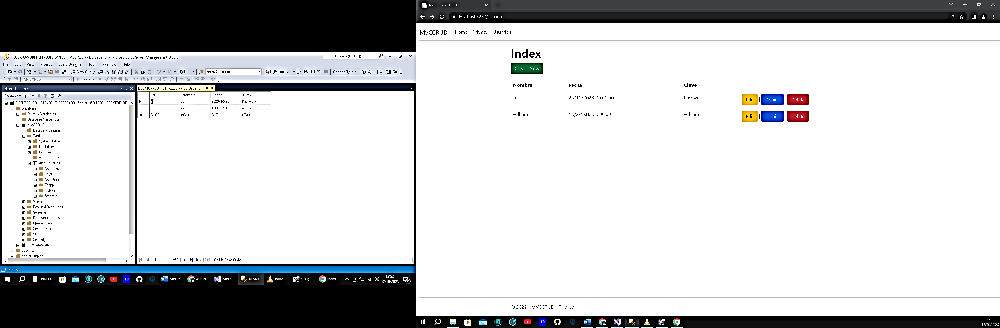 DESKTOP-DBHICFF\SQLEXPRESS.MVCCRUD - dbo.Usuarios - Microsoft SQL Server Management Studio
Quick Launch (Ctrl+Q)
File Edit View Project Query Designer Tools Window Help
New Query MDX DMX XMLA DAX FechaCreacion SQL Change Type
MVCCRUD Execute
Object Explorer
Connect
DESKTOP-DBHICFF\SQLEXPRESS (SQL Server 16.0.1000 - DESKTOP-DBH
Databases
System Databases
Database Snapshots
MVCCRUD
Database Diagrams
Tables
System Tables
FileTables
External Tables
Graph Tables
dbo.Usuarios
Columns
Keys
Constraints
Triggers
Indexes
Statistics
Views
External Resources
Synonyms
Programmability
Query Store
Service Broker
Storage
Security
SistemaVentas
Security
Server Objects
DESKTOP-DBHICFF\...UD - dbo.Usuarios
Id Nombre Fecha Clave
2 John 2023-10-25 Password
3 william 1980-02-10 william
NULL NULL NULL NULL
1 of 2 Cell is Read Only.
Ready
VIDEO... 10 MVC 5... ASP.N... MVCC... DESKT... willia... C:\1) ... Index ...
13:52
17/10/2023
2
Index - MVCCRUD
localhost:7272/Usuarios
MVCCRUD Home Privacy Usuarios
Index
Create New
Nombre Fecha Clave
John 25/10/2023 00:00:00 Password Edit | Details | Delete
william 10/2/1980 00:00:00 william Edit | Details | Delete
© 2022 - MVCCRUD - Privacy
10
13:52
17/10/2023